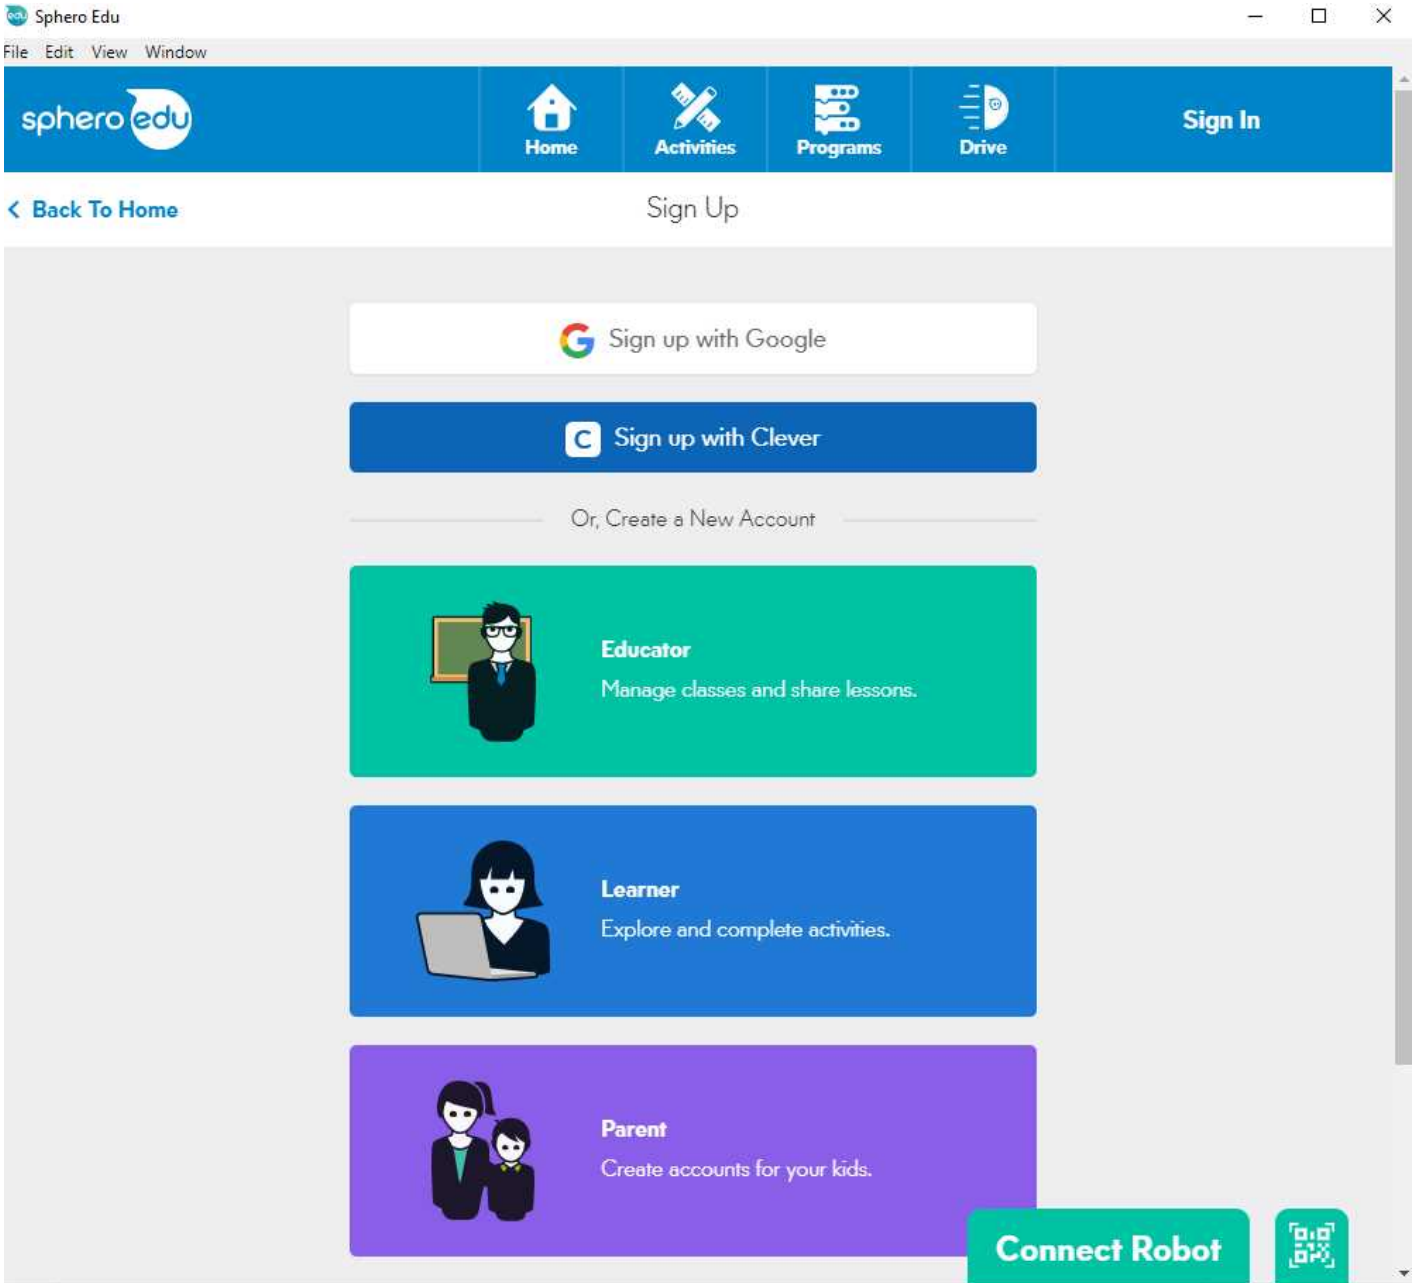 edu Sphero Edu
File Edit View Window
sphero edu
Home Activities Programs Drive Sign In
Back To Home Sign Up
G Sign up with Google
C Sign up with Clever
Or, Create a New Account
Educator
Manage classes and share lessons.
Learner
Explore and complete activities.
Parent
Create accounts for your kids.
Connect Robot